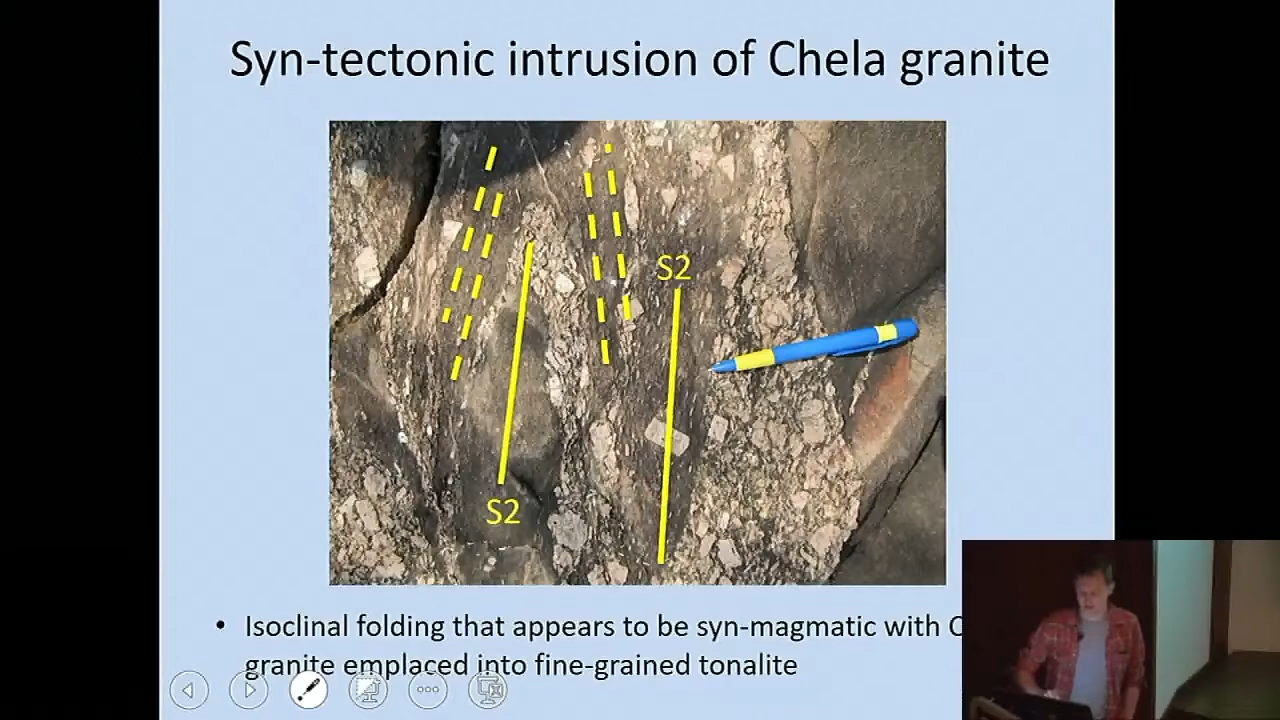 Syn-tectonic intrusion of Chela granite
S2
S2
• Isoclinal folding that appears to be syn-magmatic with
granite emplaced into fine-grained tonalite